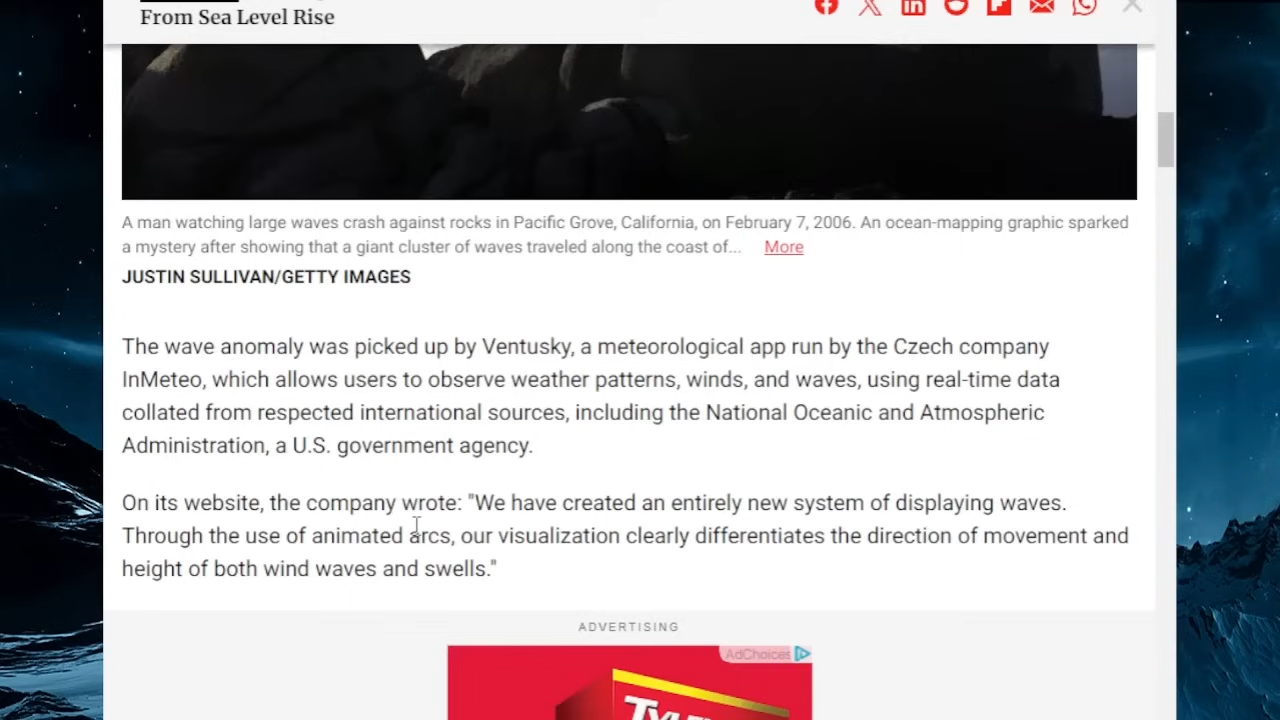 From Sea Level Rise
A man watching large waves crash against rocks in Pacific Grove, California, on February 7, 2006. An ocean-mapping graphic sparked
a mystery after showing that a giant cluster of waves traveled along the coast of... More
JUSTIN SULLIVAN/GETTY IMAGES
The wave anomaly was picked up by Ventusky, a meteorological app run by the Czech company
InMeteo, which allows users to observe weather patterns, winds, and waves, using real-time data
collated from respected international sources, including the National Oceanic and Atmospheric
Administration, a U.S. government agency.
On its website, the company wrote: "We have created an entirely new system of displaying waves.
Through the use of animated arcs, our visualization clearly differentiates the direction of movement and
height of both wind waves and swells."
ADVERTISING
AdChoices